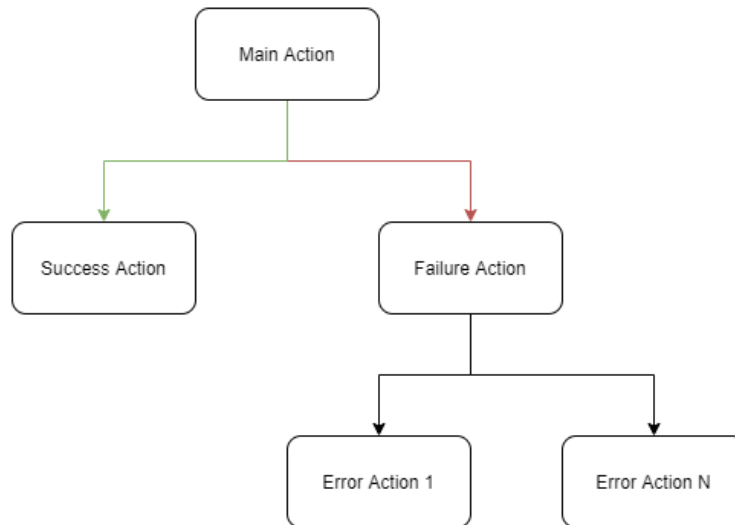 Main Action
Success Action
Failure Action
Error Action 1
Error Action N